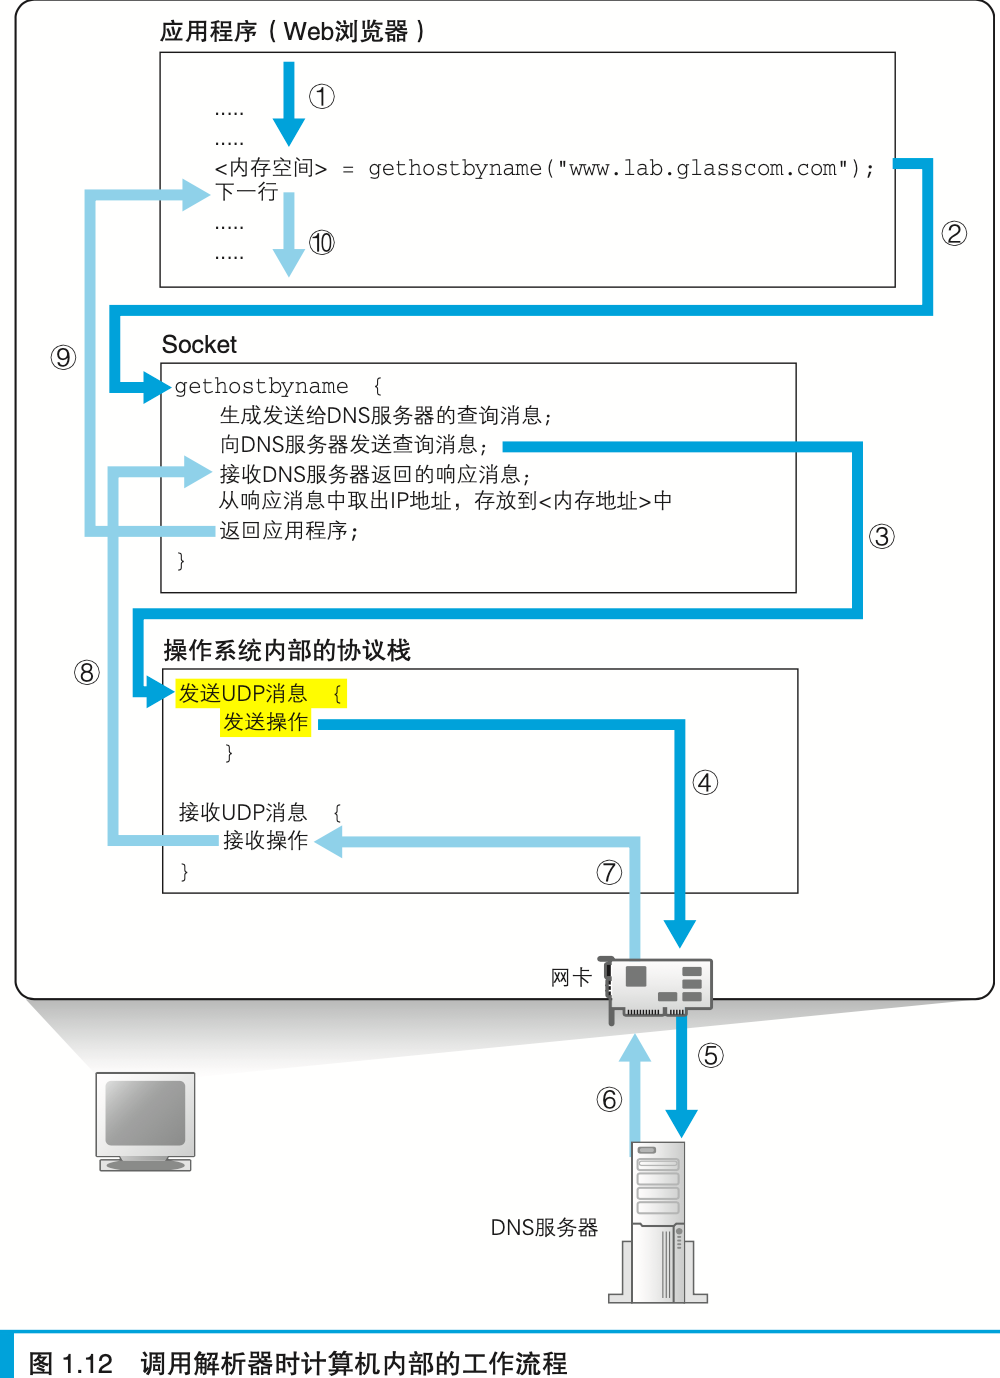 应用程序（Web浏览器）
①
.....
.....
<内存空间> = gethostbyname("www.lab.glasscom.com");
下一行
②
.....
⑩
.....
Socket
⑨
gethostbyname {
生成发送给DNS服务器的查询消息；
向DNS服务器发送查询消息；
接收DNS服务器返回的响应消息；
从响应消息中取出IP地址，存放到<内存地址>中
返回应用程序；
③
}
操作系统内部的协议栈
⑧
发送UDP消息 {
发送操作
}
④
接收UDP消息 {
接收操作
}
⑦
网卡
⑤
⑥
DNS服务器
图 1.12 调用解析器时计算机内部的工作流程